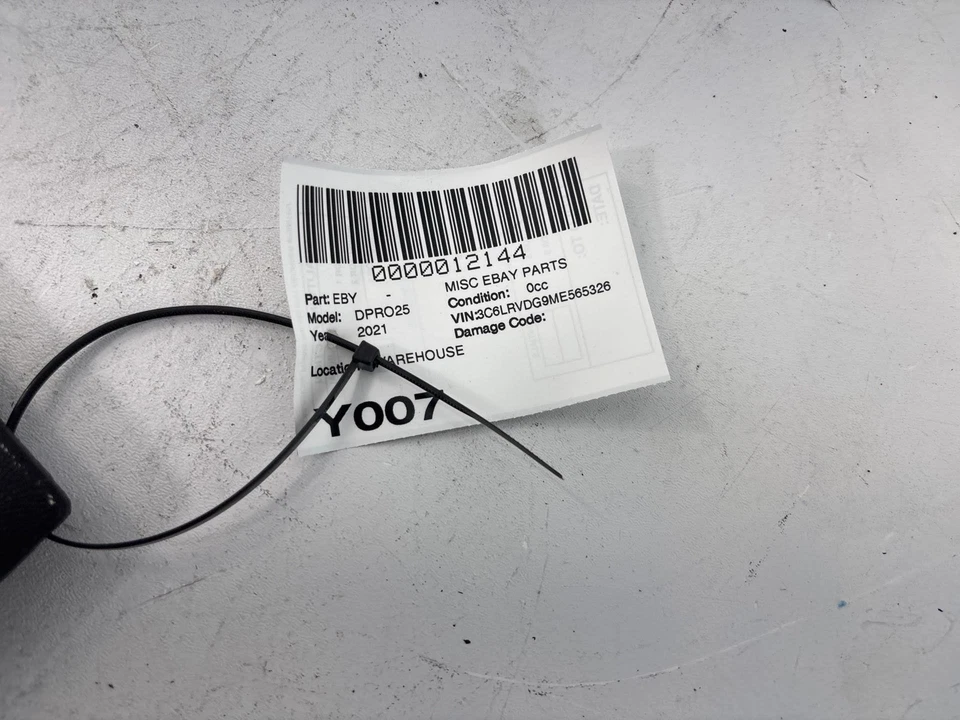 0000012144
Part: EBY - MISC EBAY PARTS
Model: DPRO25 Condition: 0cc
2021 VIN:3C6LRVDG9ME565326
Damage Code:
WAREHOUSE
Y007